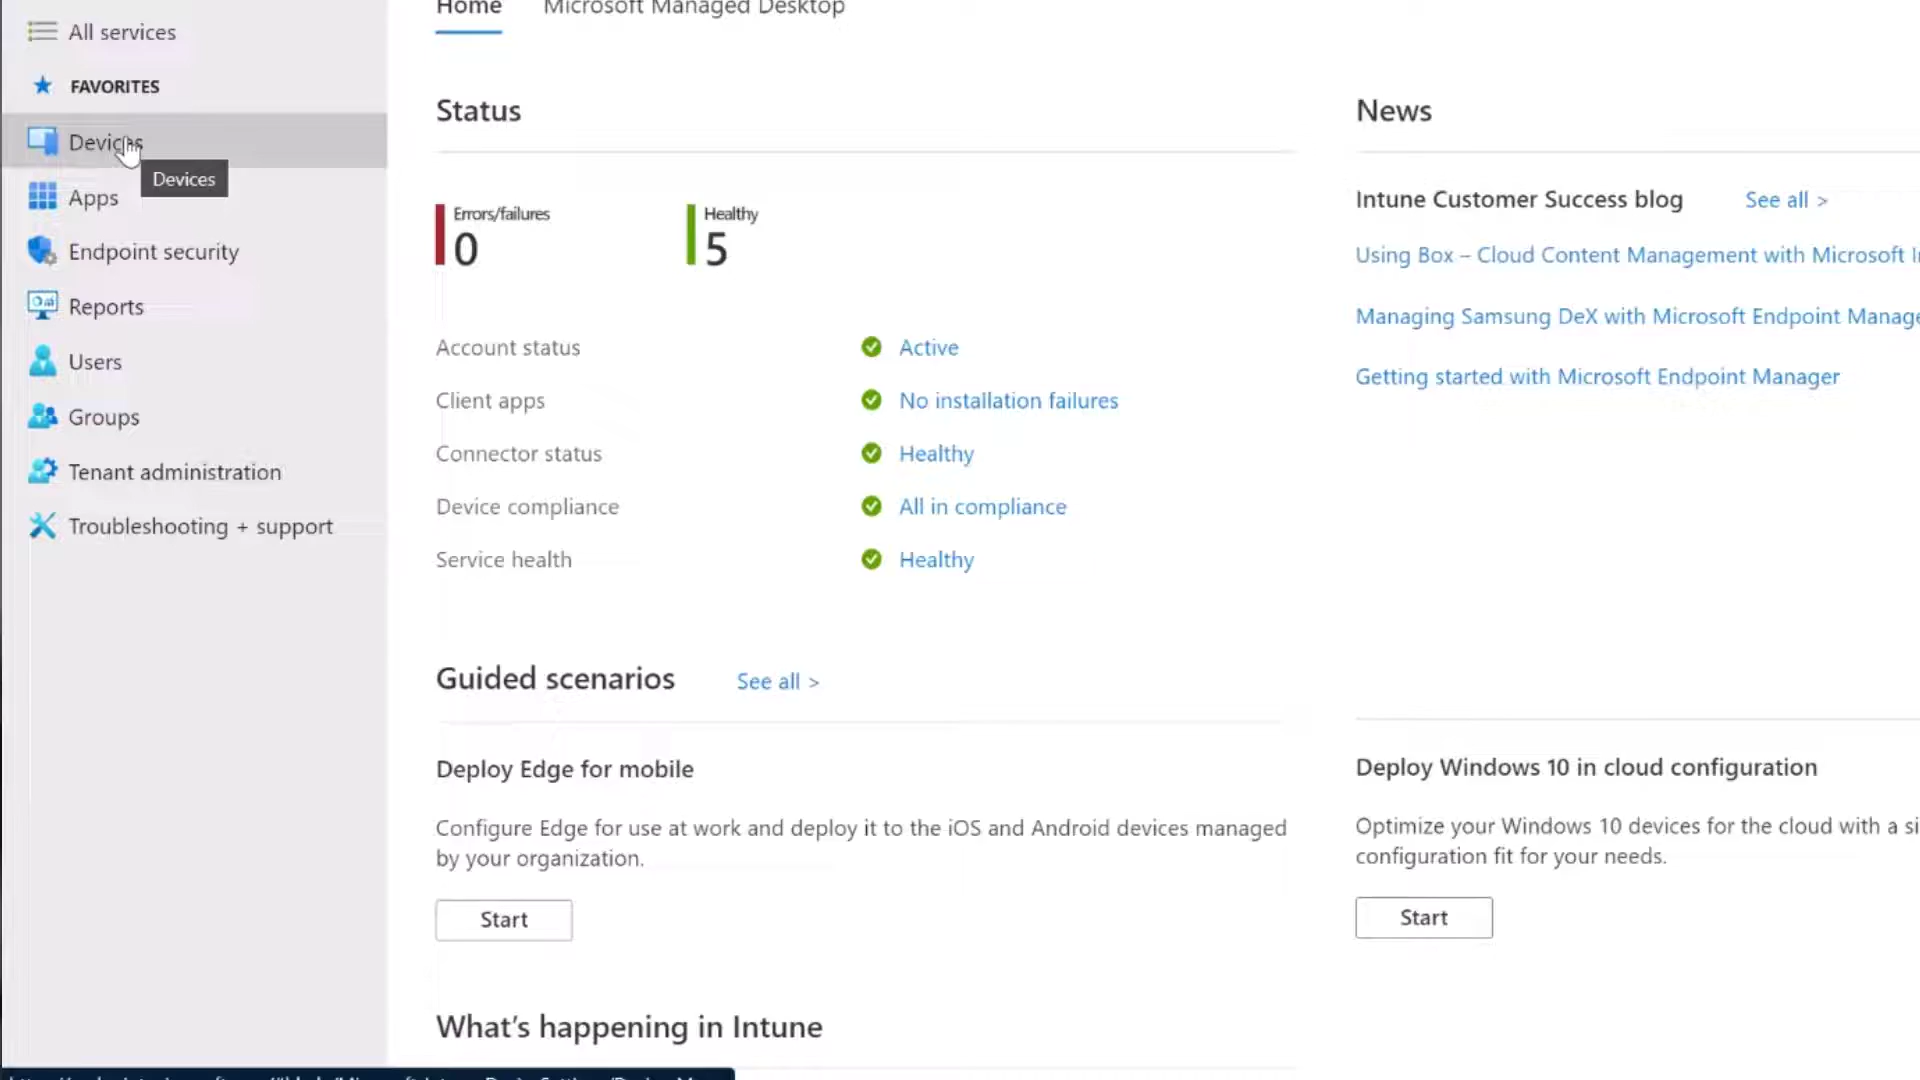 All services
FAVORITES
Devices
Devices
Apps
Endpoint security
Reports
Users
Groups
Tenant administration
Troubleshooting + support
Home
Microsoft Managed Desktop
Status
Errors/failures
0
Healthy
5
Account status
Active
Client apps
No installation failures
Connector status
Healthy
Device compliance
All in compliance
Service health
Healthy
News
Intune Customer Success blog
See all >
Using Box – Cloud Content Management with Microsoft
Managing Samsung DeX with Microsoft Endpoint
Getting started with Microsoft Endpoint Manager
Guided scenarios
See all >
Deploy Edge for mobile
Configure Edge for use at work and deploy it to the iOS and Android devices managed
by your organization.
Start
Deploy Windows 10 in cloud configuration
Optimize your Windows 10 devices for the cloud with a
configuration fit for your needs.
Start
What's happening in Intune